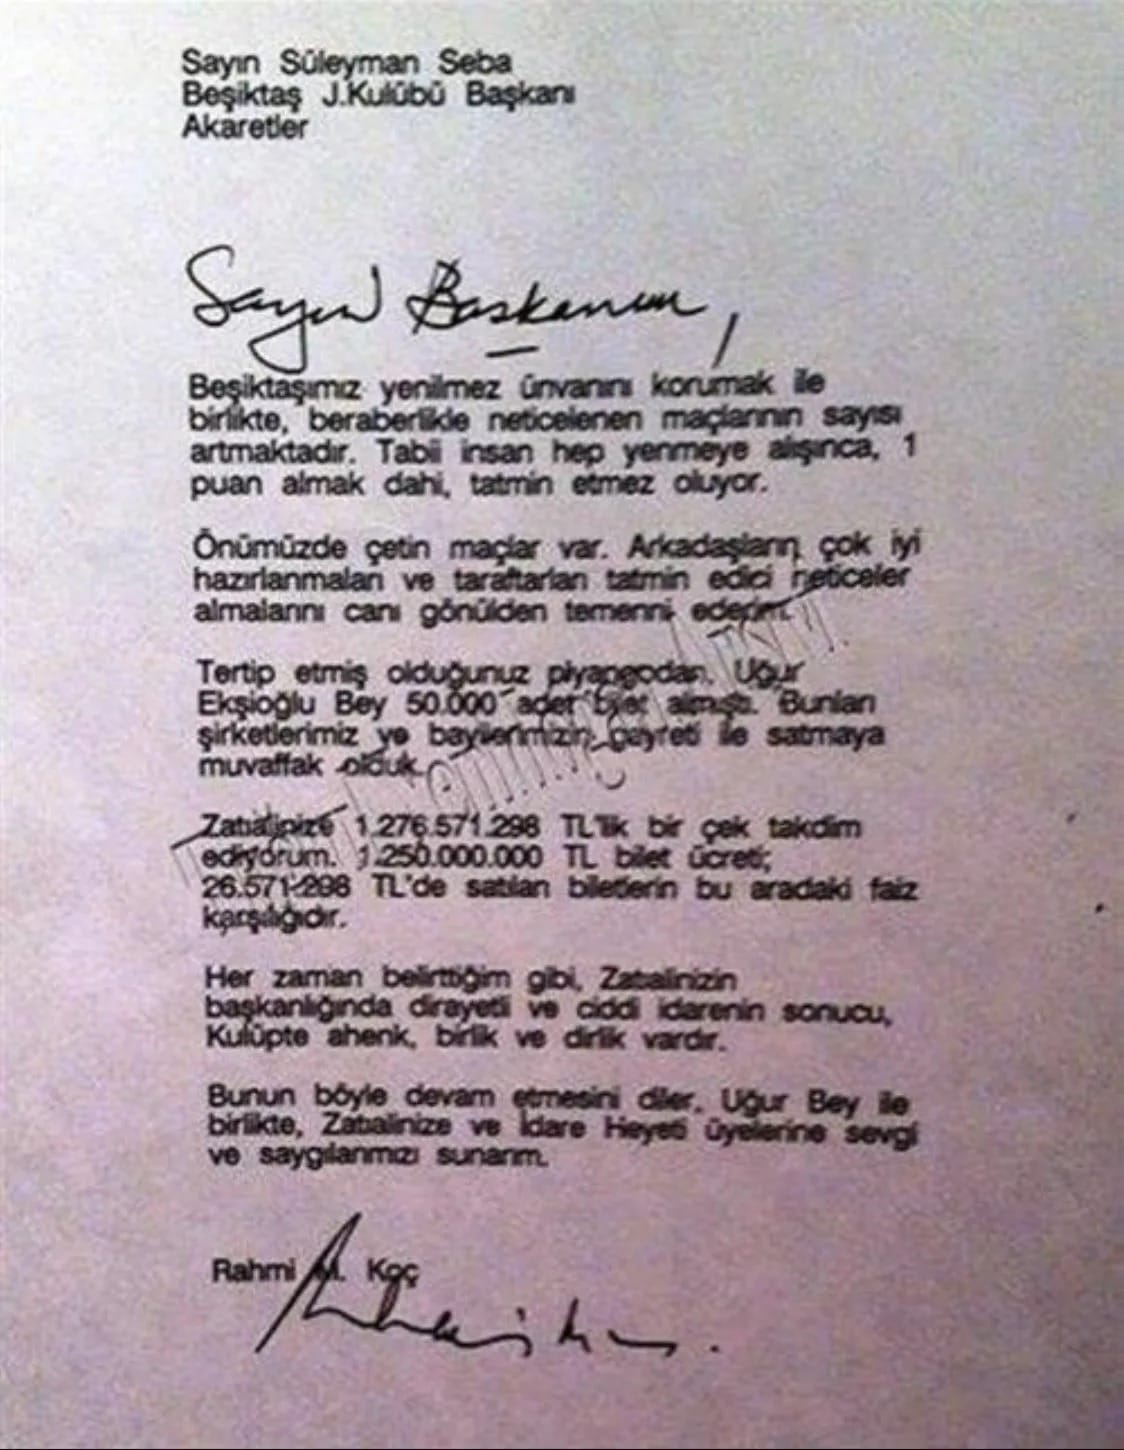 Sayın Süleyman Seba
Beşiktaş J.Kulübü Başkanı
Akaretler
Sayın Başkanım,
Beşiktaşımız yenilmez ünvanını korumak ile
birlikte, beraberlikle neticelenen maçlarının sayısı
artmaktadır. Tabii insan hep yenmeye alışınca, 1
puan almak dahi, tatmin etmez oluyor.
Önümüzde çetin maçlar var. Arkadaşların çok iyi
hazırlanmaları ve taraftarları tatmin edici neticeler
almalarını canı gönülden temenni ederim.
Tertip etmiş olduğunuz piyangodan, Uğur
Ekşioğlu Bey 50.000 adet bilet almıştı. Bunları
şirketlerimiz ve bayilerimizin gayreti ile satmaya
muvaffak olduk.
Zatıalinize 1.276.571.298 TL'lik bir çek takdim
ediyorum. 1.250.000.000 TL bilet ücreti;
26.571.298 TL'de satılan biletlerin bu aradaki faiz
karşılığıdır.
Her zaman belirttiğim gibi, Zatıalinizin
başkanlığında dirayetli ve ciddi idarenin sonucu,
Kulüpte ahenk, birlik ve dirlik vardır.
Bunun böyle devam etmesini diler, Uğur Bey ile
birlikte, Zatıalinize ve İdare Heyeti üyelerine sevgi
ve saygılarımızı sunarım.
Rahmi M. Koç